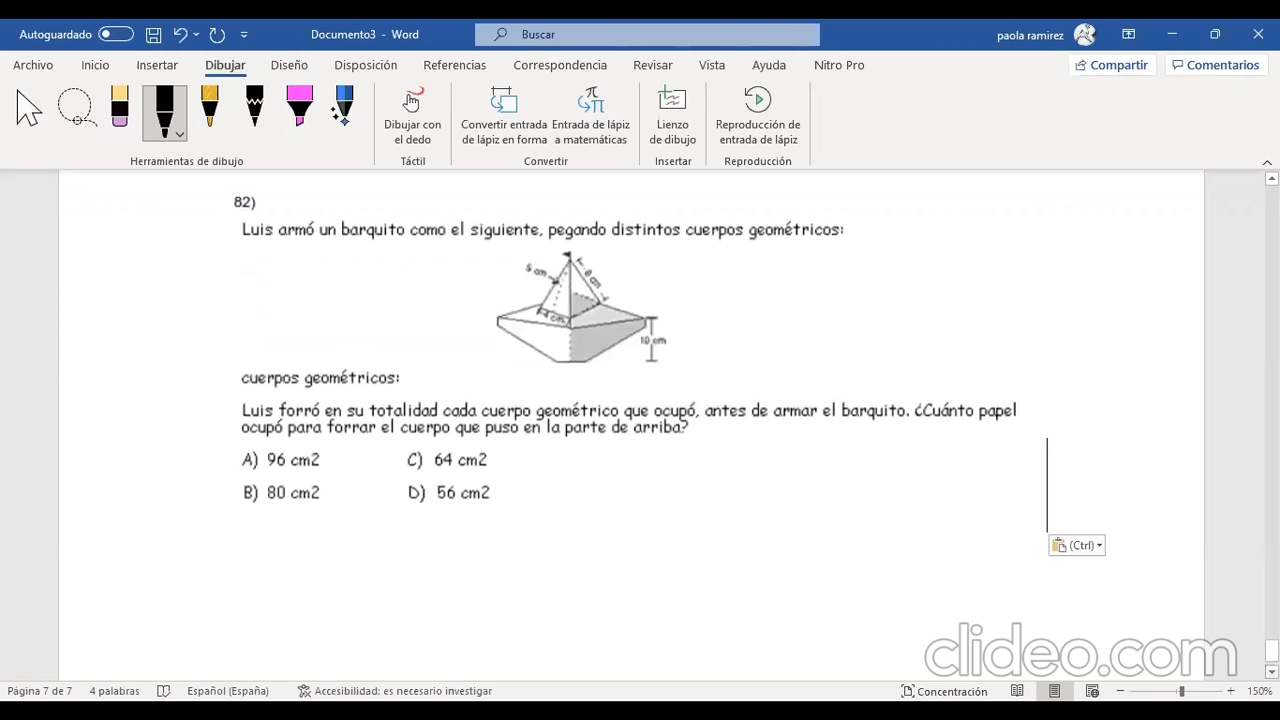 Autoguardado
Documento3 - Word
Buscar
paola ramirez
Archivo Inicio Insertar Dibujar Diseño Disposición Referencias Correspondencia Revisar Vista Ayuda Nitro Pro
Compartir Comentarios
Dibujar con el dedo
Convertir entrada de lápiz en forma
Entrada de lápiz a matemáticas
Lienzo de dibujo
Reproducción de entrada de lápiz
Herramientas de dibujo Táctil Convertir Insertar Reproducción
82)
Luis armó un barquito como el siguiente, pegando distintos cuerpos geométricos:
8 cm
4 cm
10 cm
cuerpos geométricos:
Luis forró en su totalidad cada cuerpo geométrico que ocupó, antes de armar el barquito. ¿Cuánto papel
ocupó para forrar el cuerpo que puso en la parte de arriba?
A) 96 cm2 C) 64 cm2
B) 80 cm2 D) 56 cm2
(Ctrl)
clideo.com
Página 7 de 7 4 palabras Español (España) Accesibilidad: es necesario investigar Concentración 150%